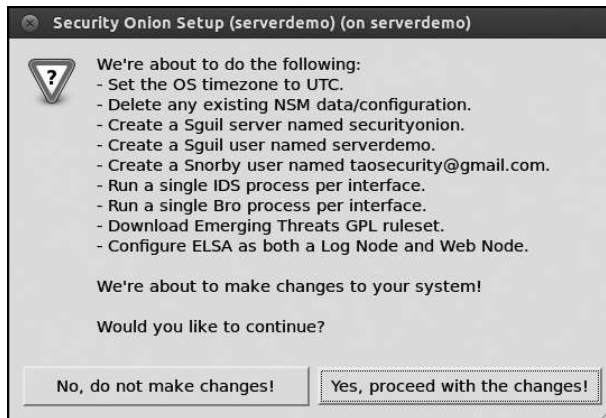 Security Onion Setup (serverdemo) (on serverdemo)
?
We're about to do the following:
- Set the OS timezone to UTC.
- Delete any existing NSM data/configuration.
- Create a Sguil server named securityonion.
- Create a Sguil user named serverdemo.
- Create a Snorby user named taosecurity@gmail.com.
- Run a single IDS process per interface.
- Run a single Bro process per interface.
- Download Emerging Threats GPL ruleset.
- Configure ELSA as both a Log Node and Web Node.
We're about to make changes to your system!
Would you like to continue?
No, do not make changes!
Yes, proceed with the changes!